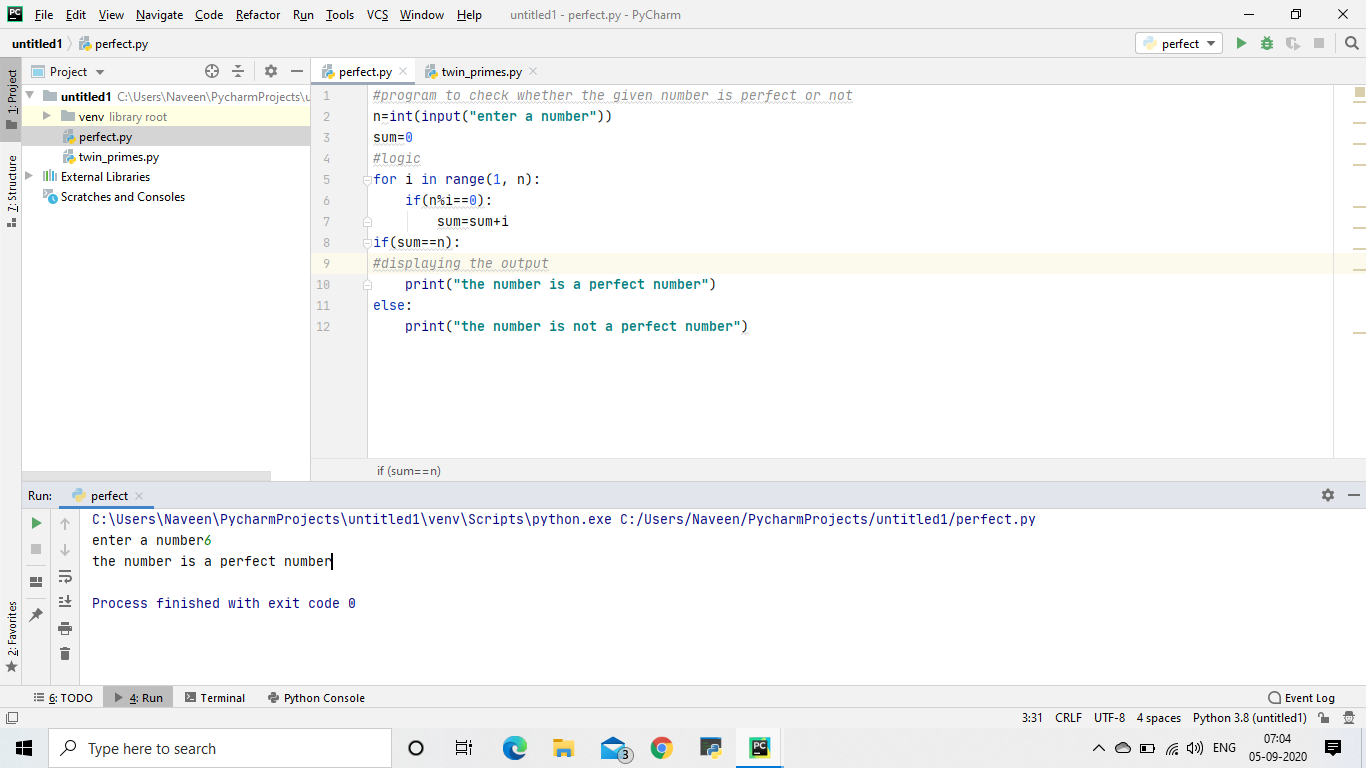 File Edit View Navigate Code Refactor Run Tools VCS Window Help untitled1 - perfect.py - PyCharm
untitled1 perfect.py
perfect
1: Project
7: Structure
2: Favorites
Project
untitled1 C:\Users\Naveen\PycharmProjects\u
venv library root
perfect.py
twin_primes.py
External Libraries
Scratches and Consoles
perfect.py twin_primes.py
1 #program to check whether the given number is perfect or not
2 n=int(input("enter a number"))
3 sum=0
4 #logic
5 for i in range(1, n):
6     if(n%i==0):
7         sum=sum+i
8 if(sum==n):
9 #displaying the output
10     print("the number is a perfect number")
11 else:
12     print("the number is not a perfect number")
if (sum==n)
Run: perfect
C:\Users\Naveen\PycharmProjects\untitled1\venv\Scripts\python.exe C:/Users/Naveen/PycharmProjects/untitled1/perfect.py
enter a number6
the number is a perfect number
Process finished with exit code 0
6: TODO 4: Run Terminal Python Console Event Log
3:31 CRLF UTF-8 4 spaces Python 3.8 (untitled1)
Type here to search
3
PC
ENG
07:04
05-09-2020